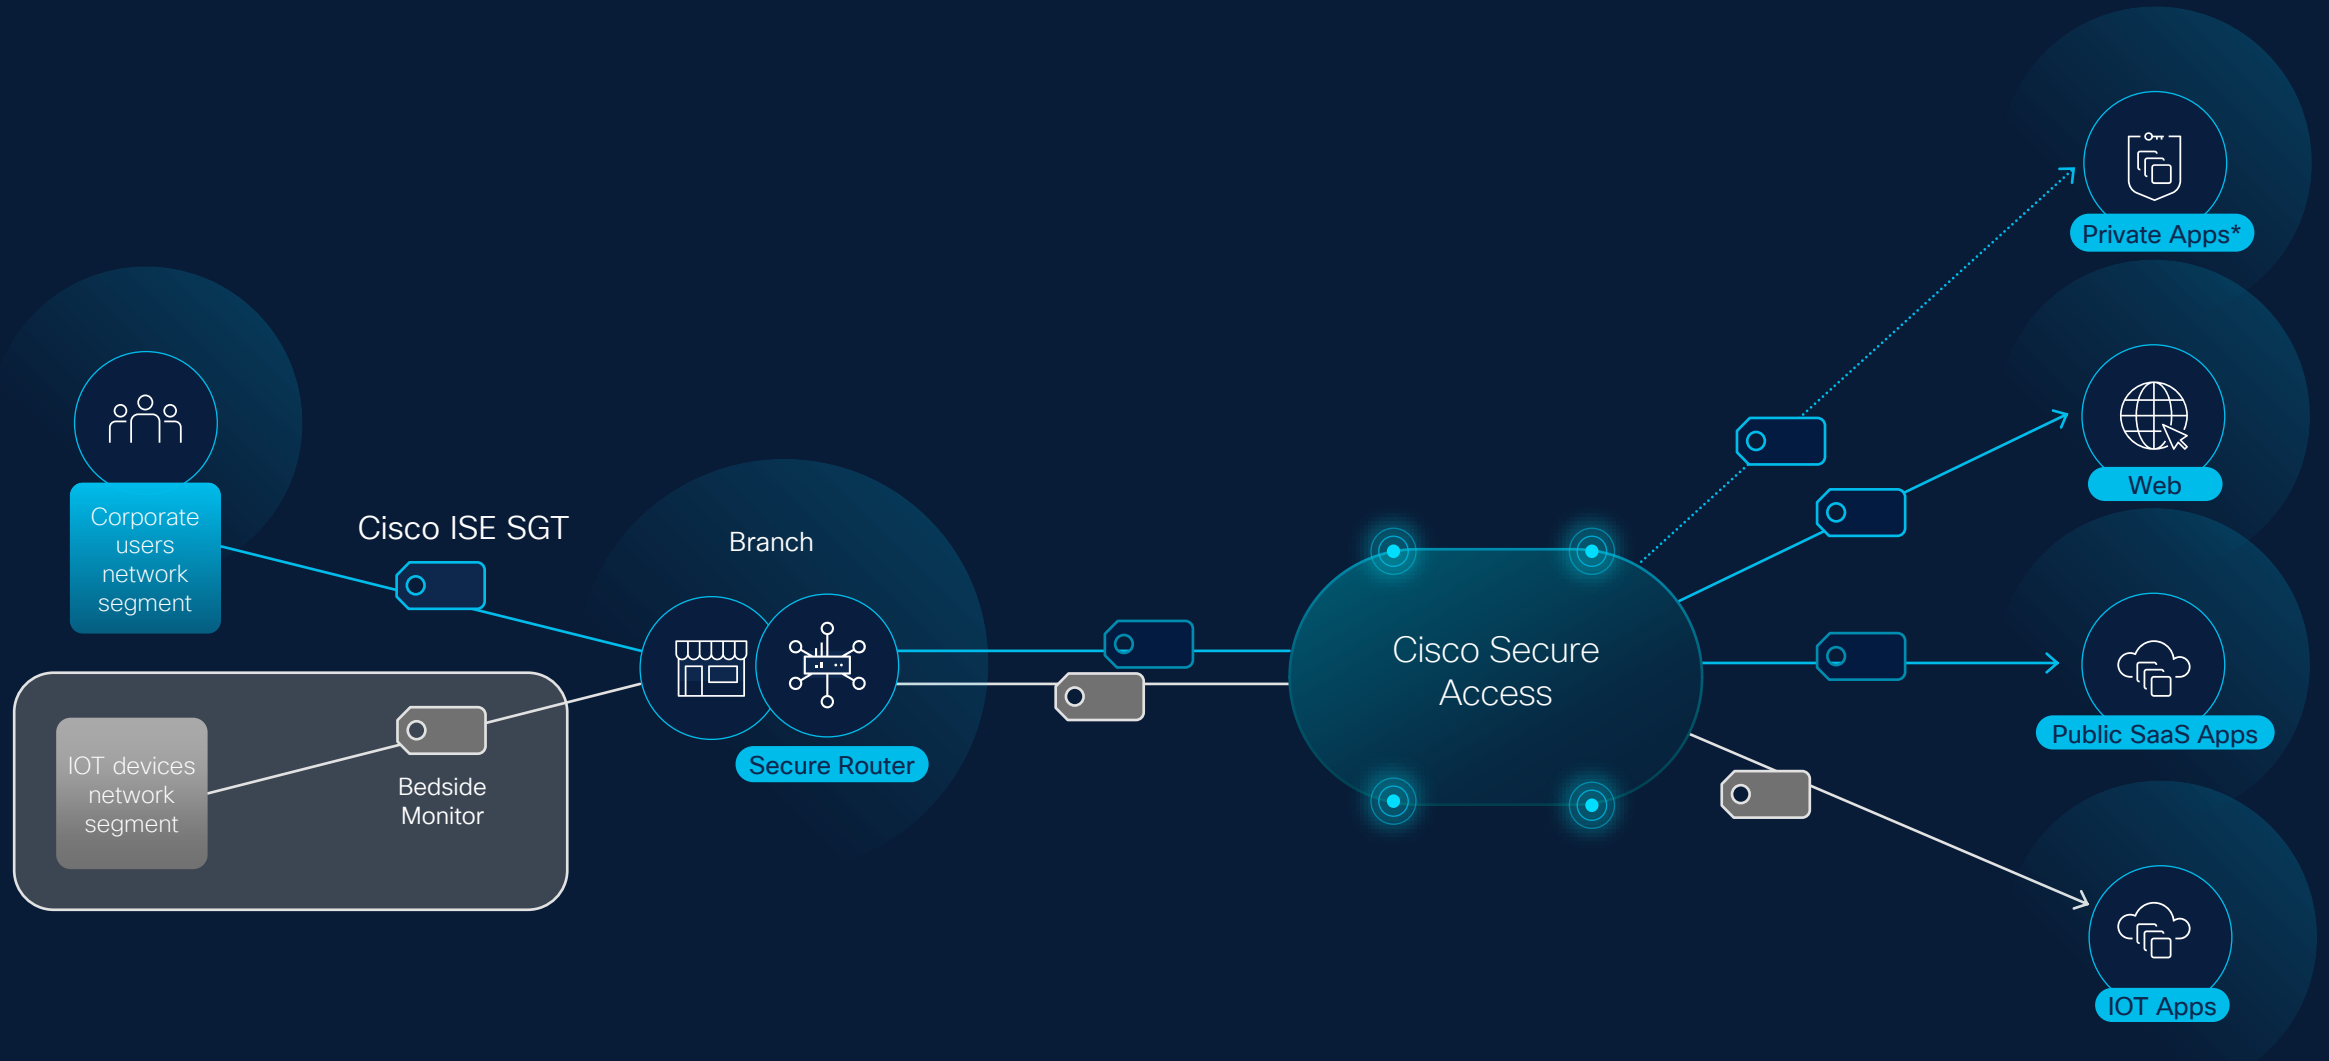 Private Apps*
Web
Corporate
users
network
segment
Cisco ISE SGT
Branch
Cisco Secure
Access
Public SaaS Apps
Secure Router
IOT devices
network
segment
Bedside
Monitor
IOT Apps